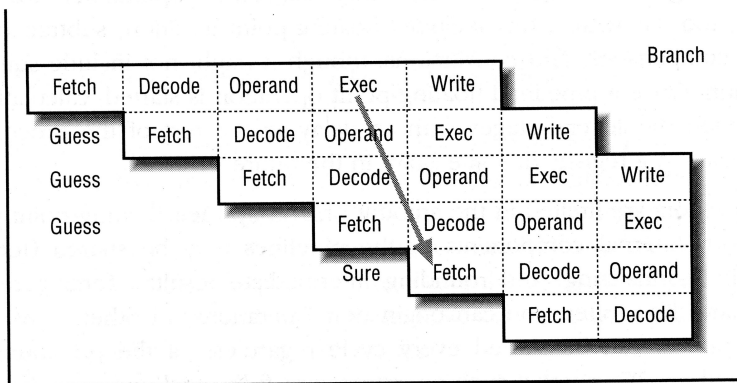 Branch
Fetch Decode Operand Exec Write
Guess Fetch Decode Operand Exec Write
Guess Fetch Decode Operand Exec Write
Guess Fetch Decode Operand Exec
Sure Fetch Decode Operand
Fetch Decode